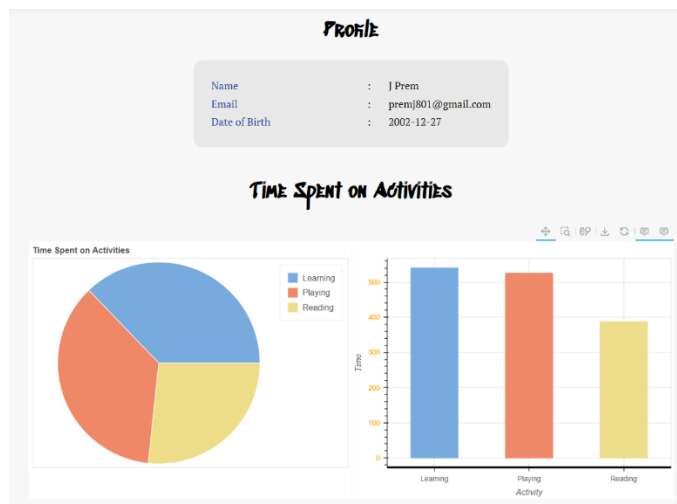 Profile
Name : J Prem
Email : premj801@gmail.com
Date of Birth : 2002-12-27
Time Spent on Activities
Time Spent on Activities
Learning
Playing
Reading
500
400
300
200
100
0
Time
Learning Playing Reading
Activity